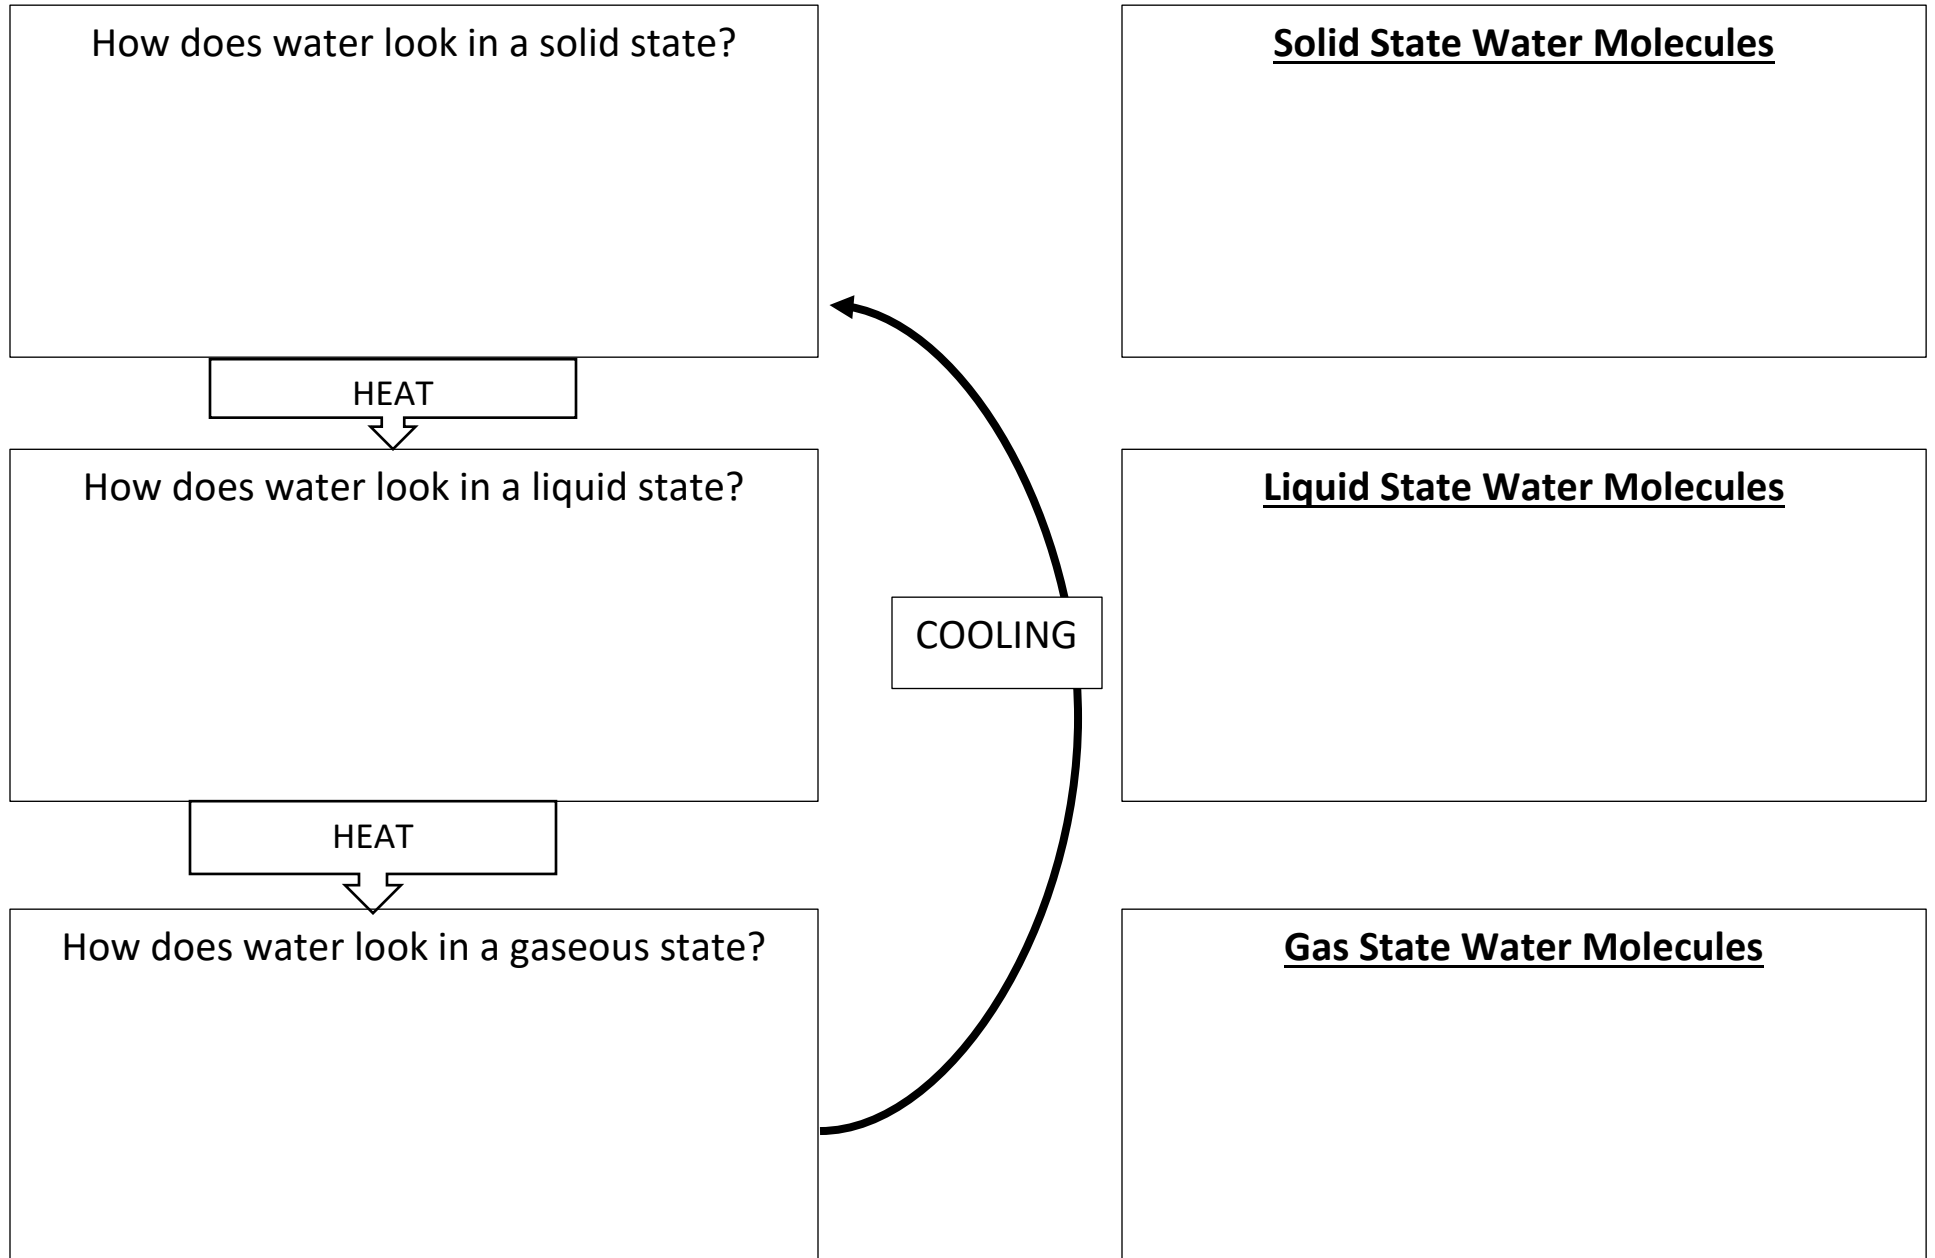 How does water look in a solid state?
Solid State Water Molecules
HEAT
How does water look in a liquid state?
Liquid State Water Molecules
COOLING
HEAT
How does water look in a gaseous state?
Gas State Water Molecules